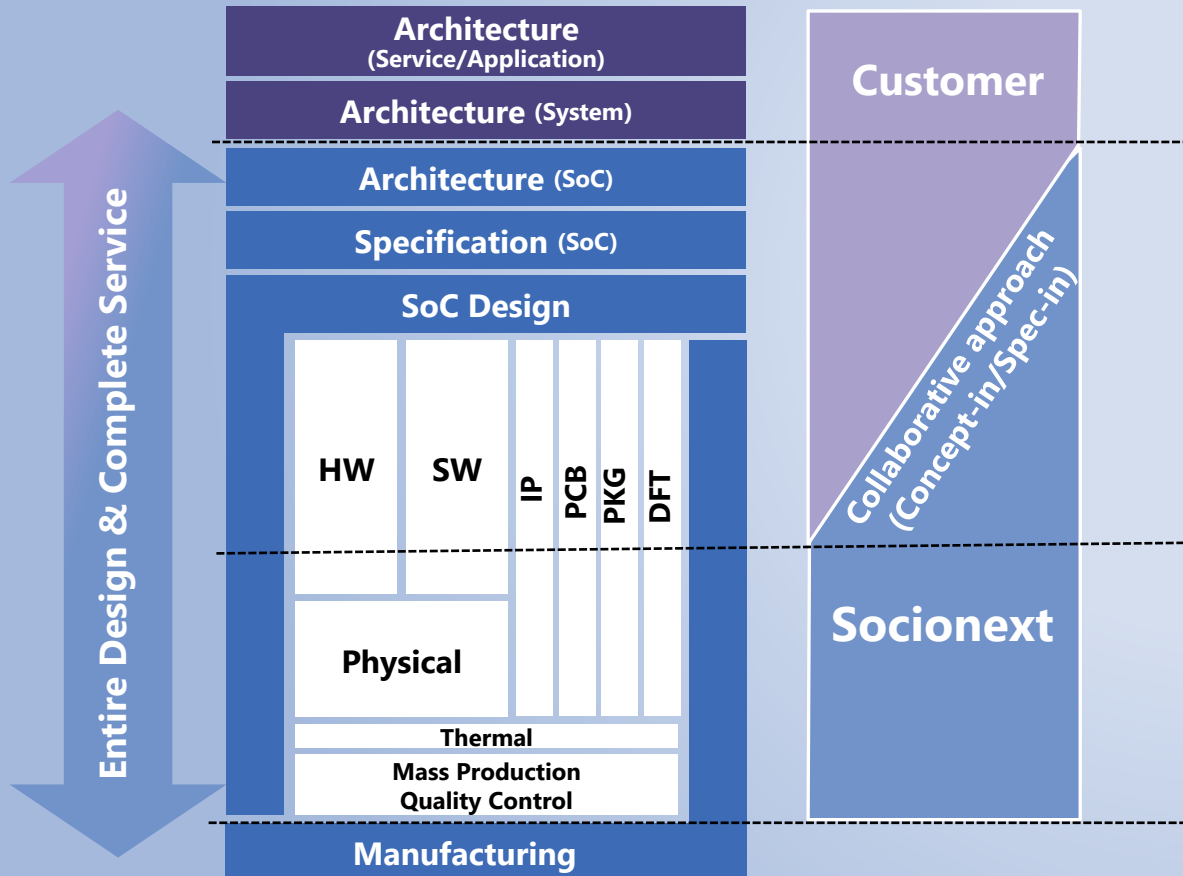 Architecture
(Service/Application)
Architecture (System)
Architecture (SoC)
Specification (SoC)
SoC Design
HW
SW
IP
PCB
PKG
DFT
Physical
Thermal
Mass Production
Quality Control
Manufacturing
Entire Design & Complete Service
Customer
Collaborative approach
(Concept-in/Spec-in)
Socionext